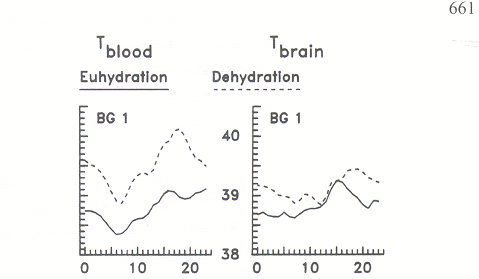 661
T blood T brain
Euhydration Dehydration
BG 1 BG 1
40
39
38
0 10 20 0 10 20